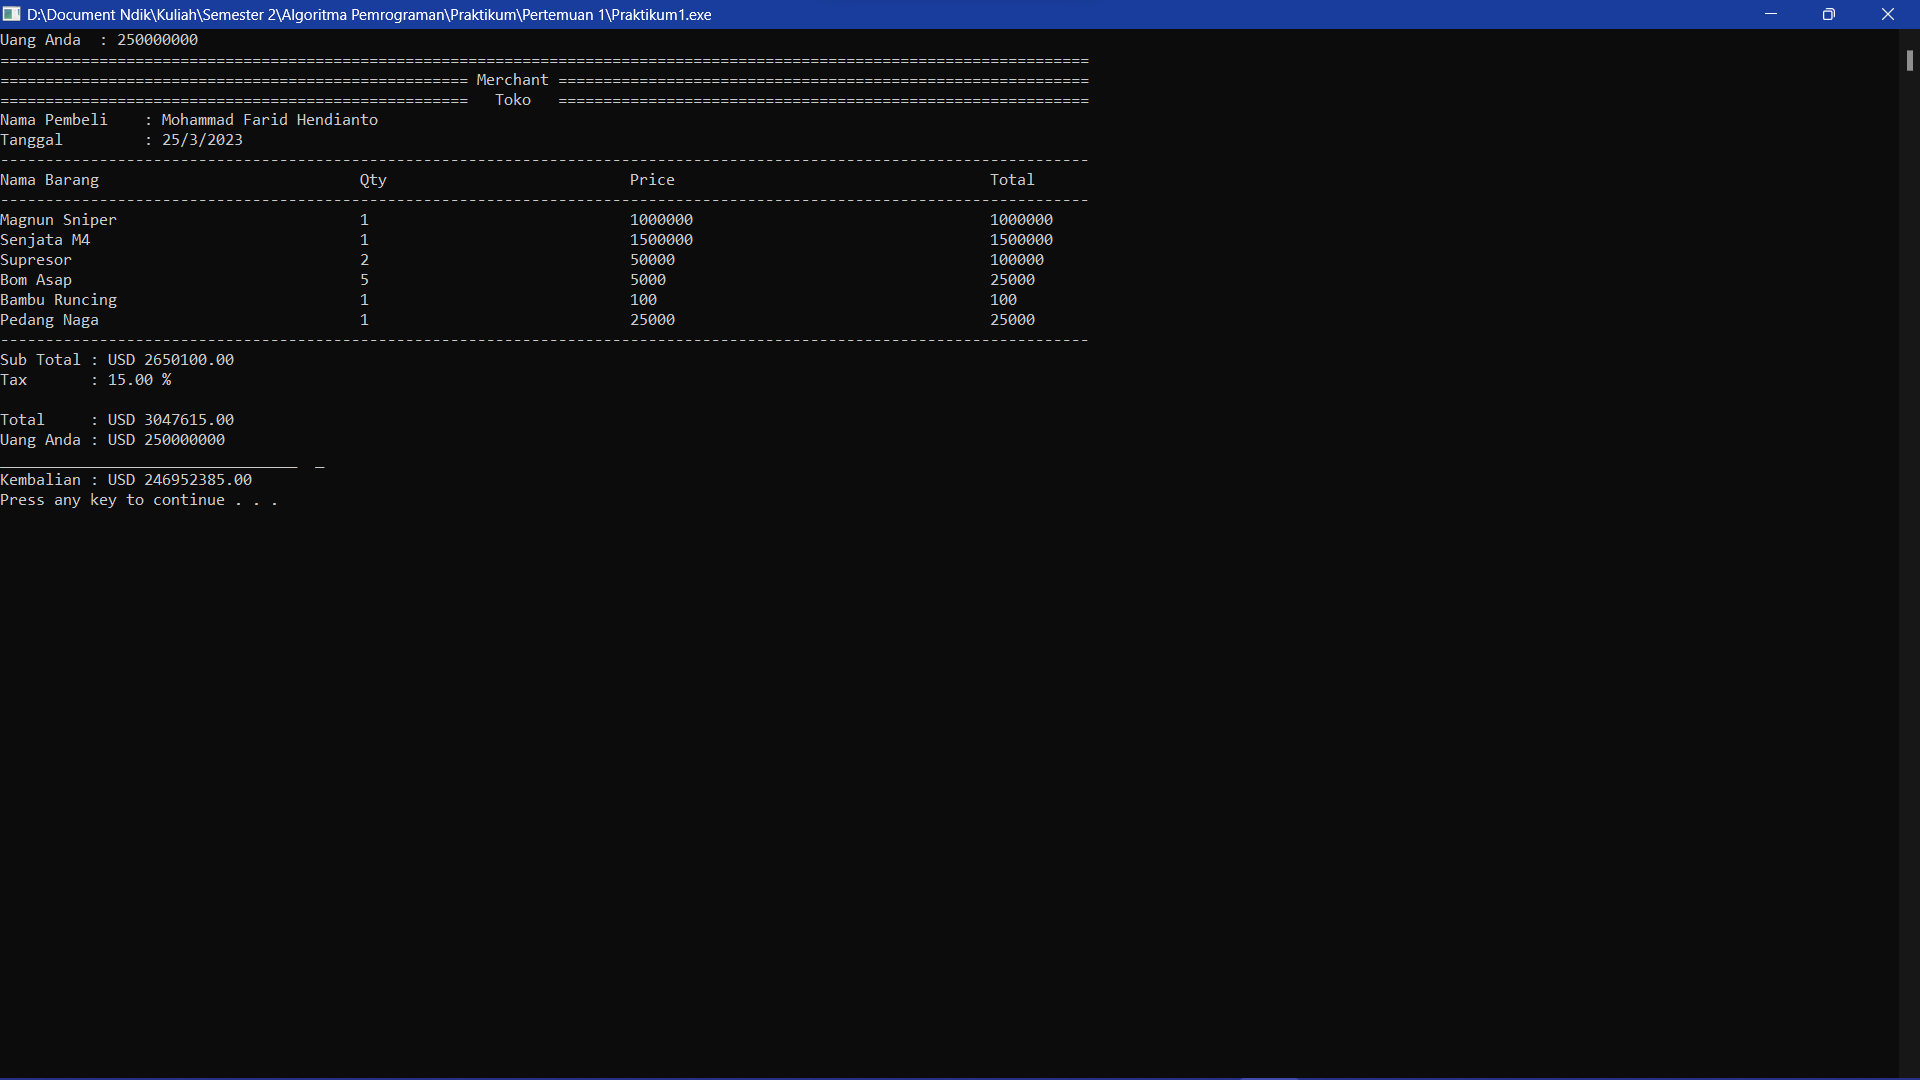 D:\Document Ndik\Kuliah\Semester 2\Algoritma Pemrograman\Praktikum\Pertemuan 1\Praktikum1.exe
Uang Anda  : 250000000
=========================================================================================================================
==================================================== Merchant ===========================================================
====================================================   Toko   ===========================================================
Nama Pembeli    : Mohammad Farid Hendianto
Tanggal         : 25/3/2023
-------------------------------------------------------------------------------------------------------------------------
Nama Barang                             Qty                           Price                                   Total
-------------------------------------------------------------------------------------------------------------------------
Magnun Sniper                           1                             1000000                                 1000000
Senjata M4                              1                             1500000                                 1500000
Supresor                                2                             50000                                   100000
Bom Asap                                5                             5000                                    25000
Bambu Runcing                           1                             100                                     100
Pedang Naga                             1                             25000                                   25000
-------------------------------------------------------------------------------------------------------------------------
Sub Total : USD 2650100.00
Tax       : 15.00 %
Total     : USD 3047615.00
Uang Anda : USD 250000000
_________________________________  _
Kembalian : USD 246952385.00
Press any key to continue . . .